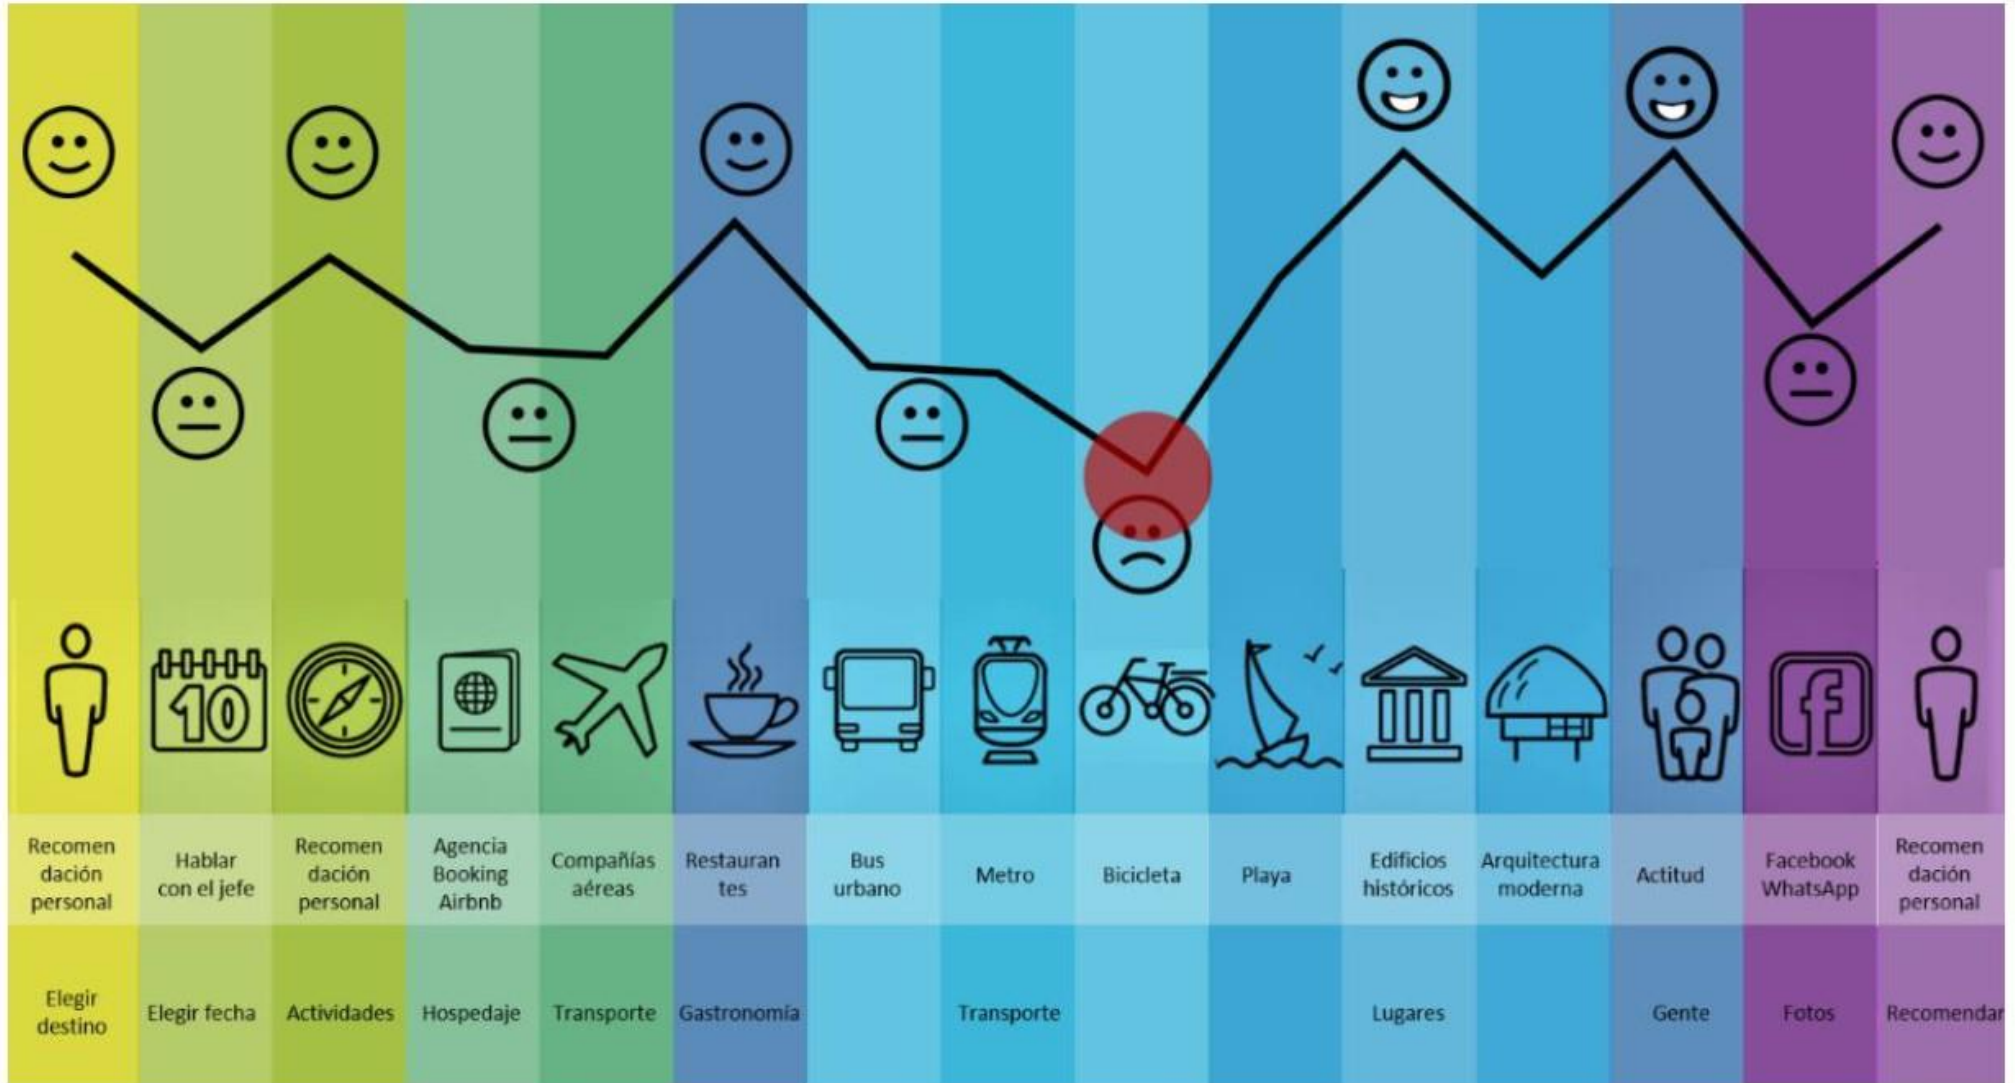 10
f
Recomen
dación
personal
Hablar
con el jefe
Recomen
dación
personal
Agencia
Booking
Airbnb
Compañías
aéreas
Restauran
tes
Bus
urbano
Metro
Bicicleta
Playa
Edificios
históricos
Arquitectura
moderna
Actitud
Facebook
WhatsApp
Recomen
dación
personal
Elegir
destino
Elegir fecha
Actividades
Hospedaje
Transporte
Gastronomía
Transporte
Lugares
Gente
Fotos
Recomendar